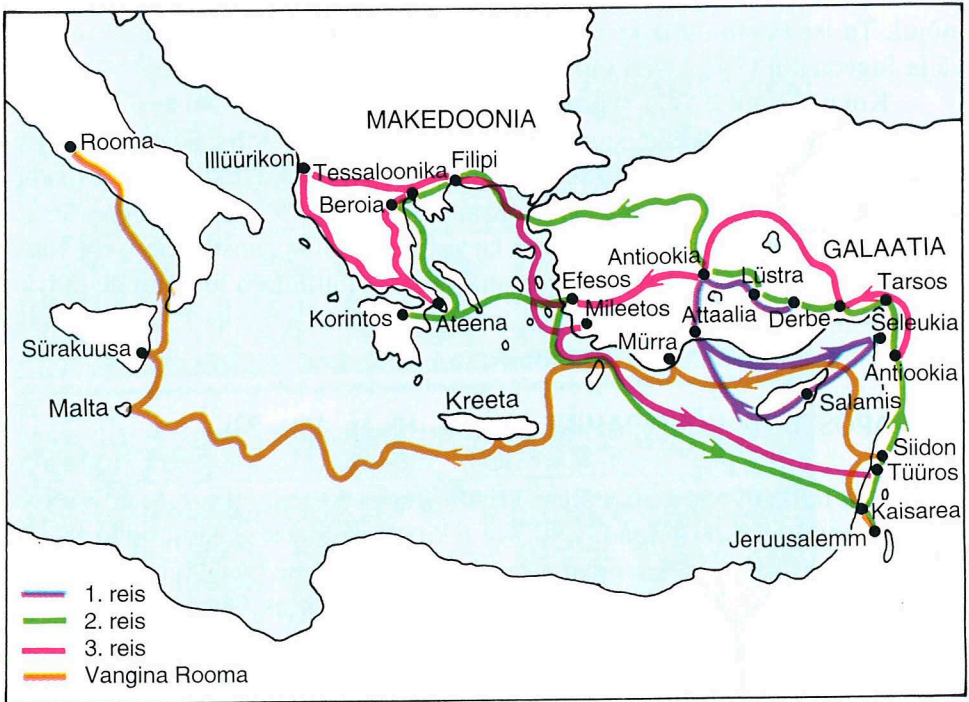 MAKEDOONIA
Rooma
Illüürikon
Tessaloonika
Filipi
Beroia
GALAATIA
Antiookia
Lüstra
Tarsos
Efesos
Mileetos
Attaalia
Derbe
Seleukia
Korintos
Ateena
Mürra
Antiookia
Sürakuusa
Malta
Kreeta
Salamis
Siidon
Tüüros
Kaisarea
Jeruusalemm
1. reis
2. reis
3. reis
Vangina Rooma